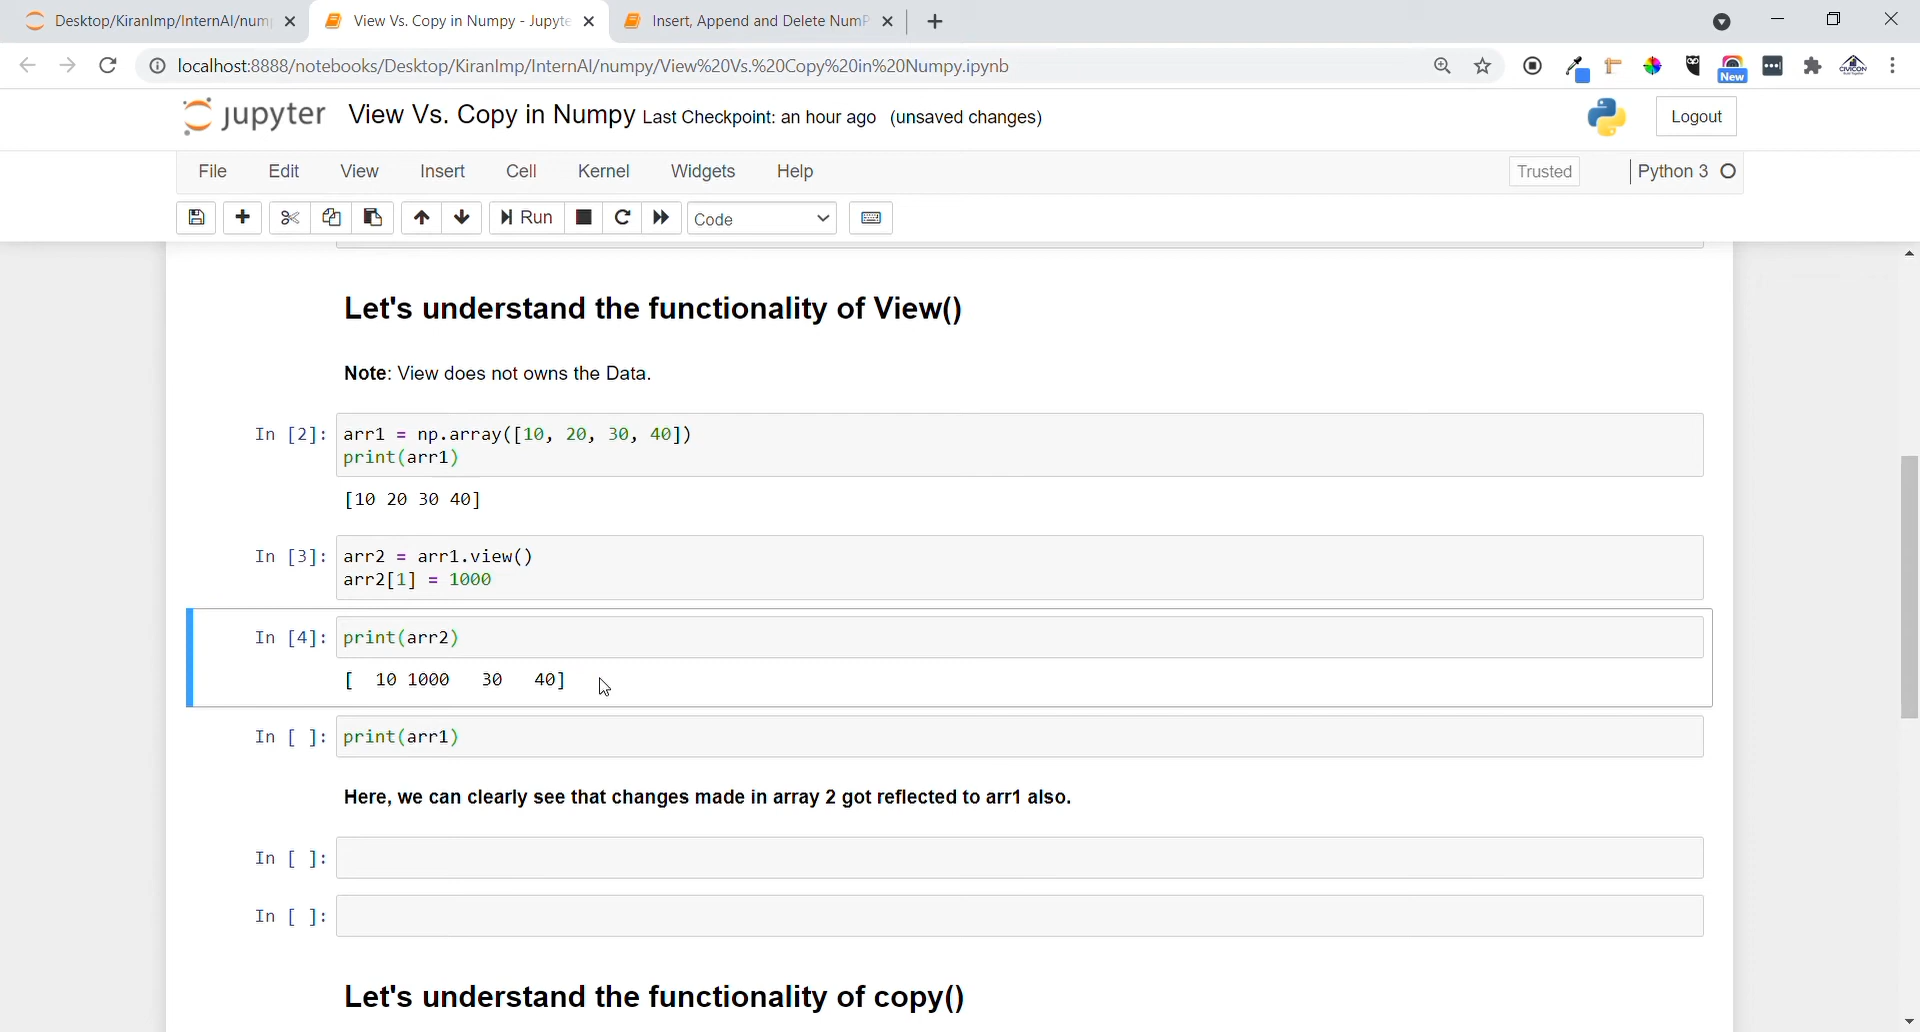 Desktop/KiranImp/InternAI/num
View Vs. Copy in Numpy - Jupyte
Insert, Append and Delete NumP
localhost:8888/notebooks/Desktop/KiranImp/InternAI/numpy/View%20Vs.%20Copy%20in%20Numpy.ipynb
New
CIVICON
jupyter View Vs. Copy in Numpy Last Checkpoint: an hour ago (unsaved changes)
Logout
File Edit View Insert Cell Kernel Widgets Help
Trusted
Python 3
Run
Code
Let's understand the functionality of View()
Note: View does not owns the Data.
In [2]: arr1 = np.array([10, 20, 30, 40])
print(arr1)
[10 20 30 40]
In [3]: arr2 = arr1.view()
arr2[1] = 1000
In [4]: print(arr2)
[  10 1000   30   40]
In [ ]: print(arr1)
Here, we can clearly see that changes made in array 2 got reflected to arr1 also.
In [ ]:
In [ ]:
Let's understand the functionality of copy()